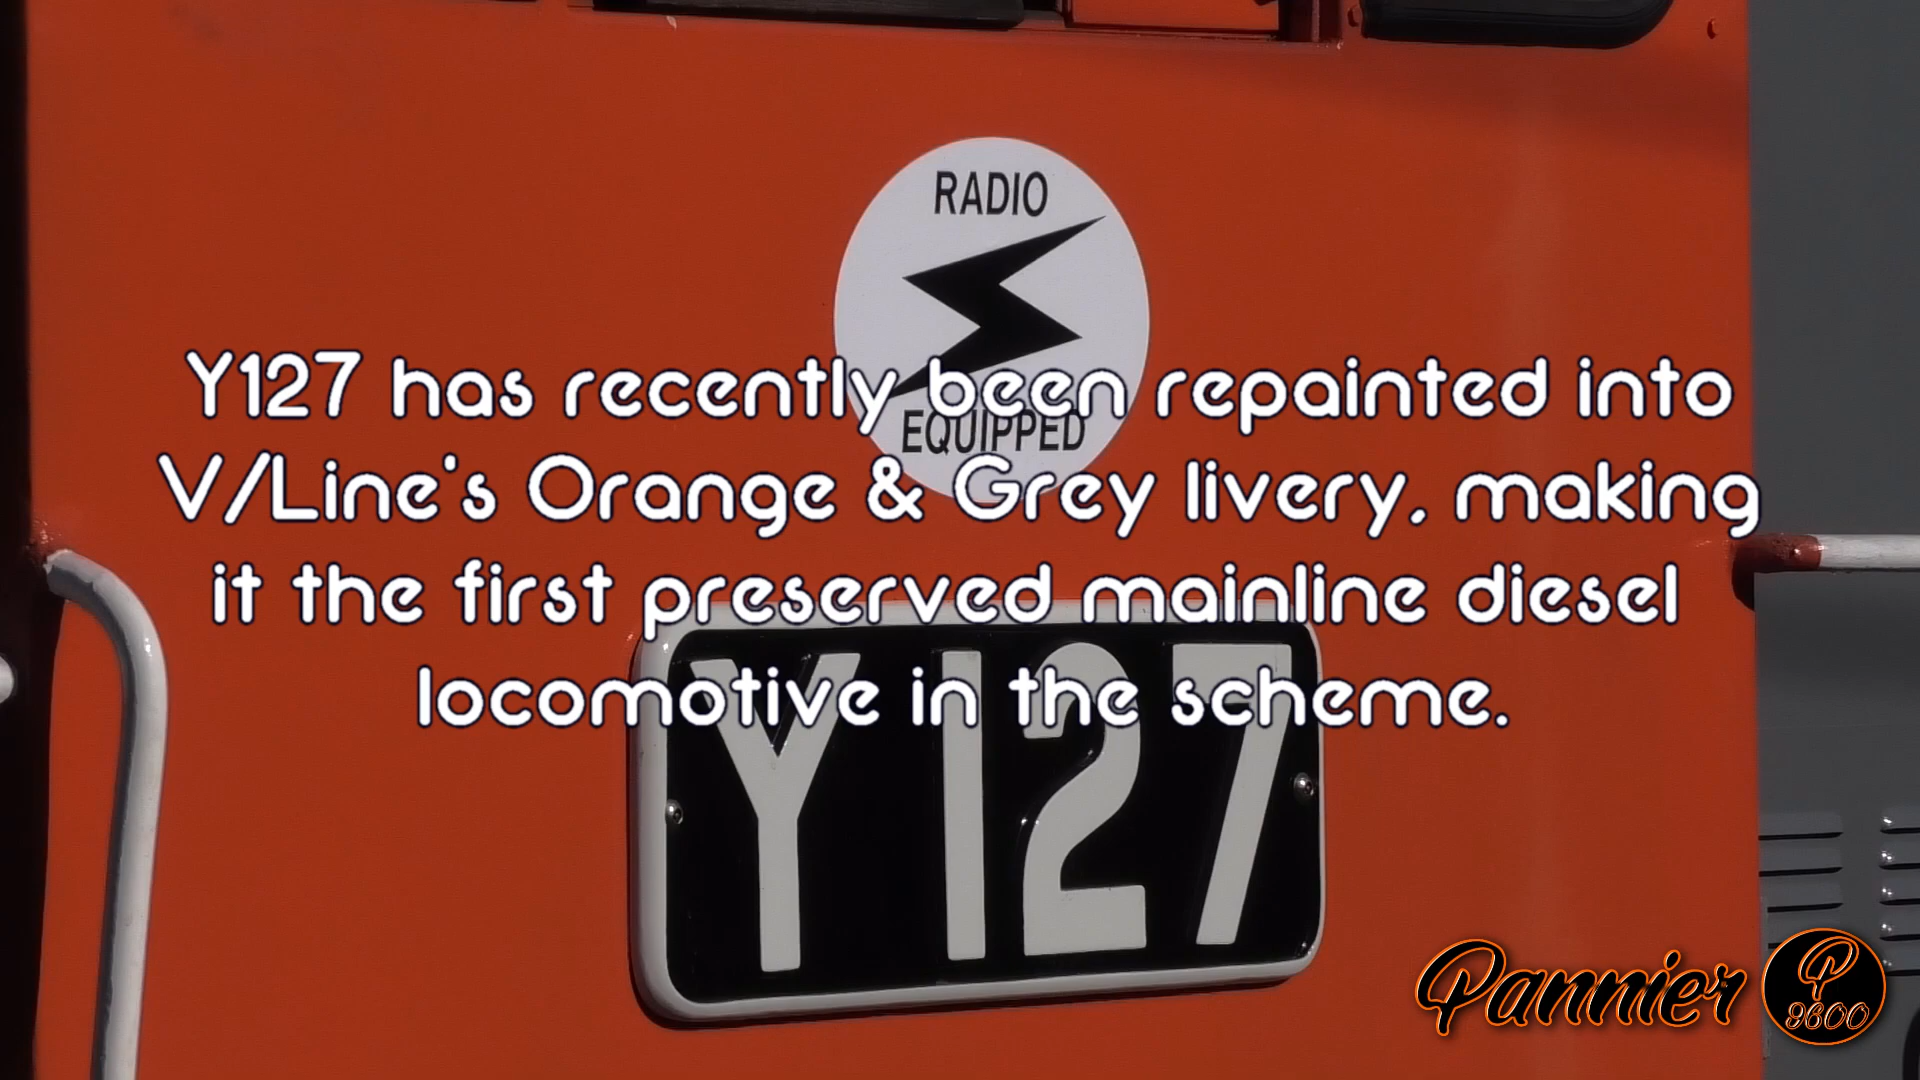 RADIO
EQUIPPED
Y127 has recently been repainted into
V/Line's Orange & Grey livery, making
it the first preserved mainline diesel
locomotive in the scheme.
Y 127
Pannier
P
9600